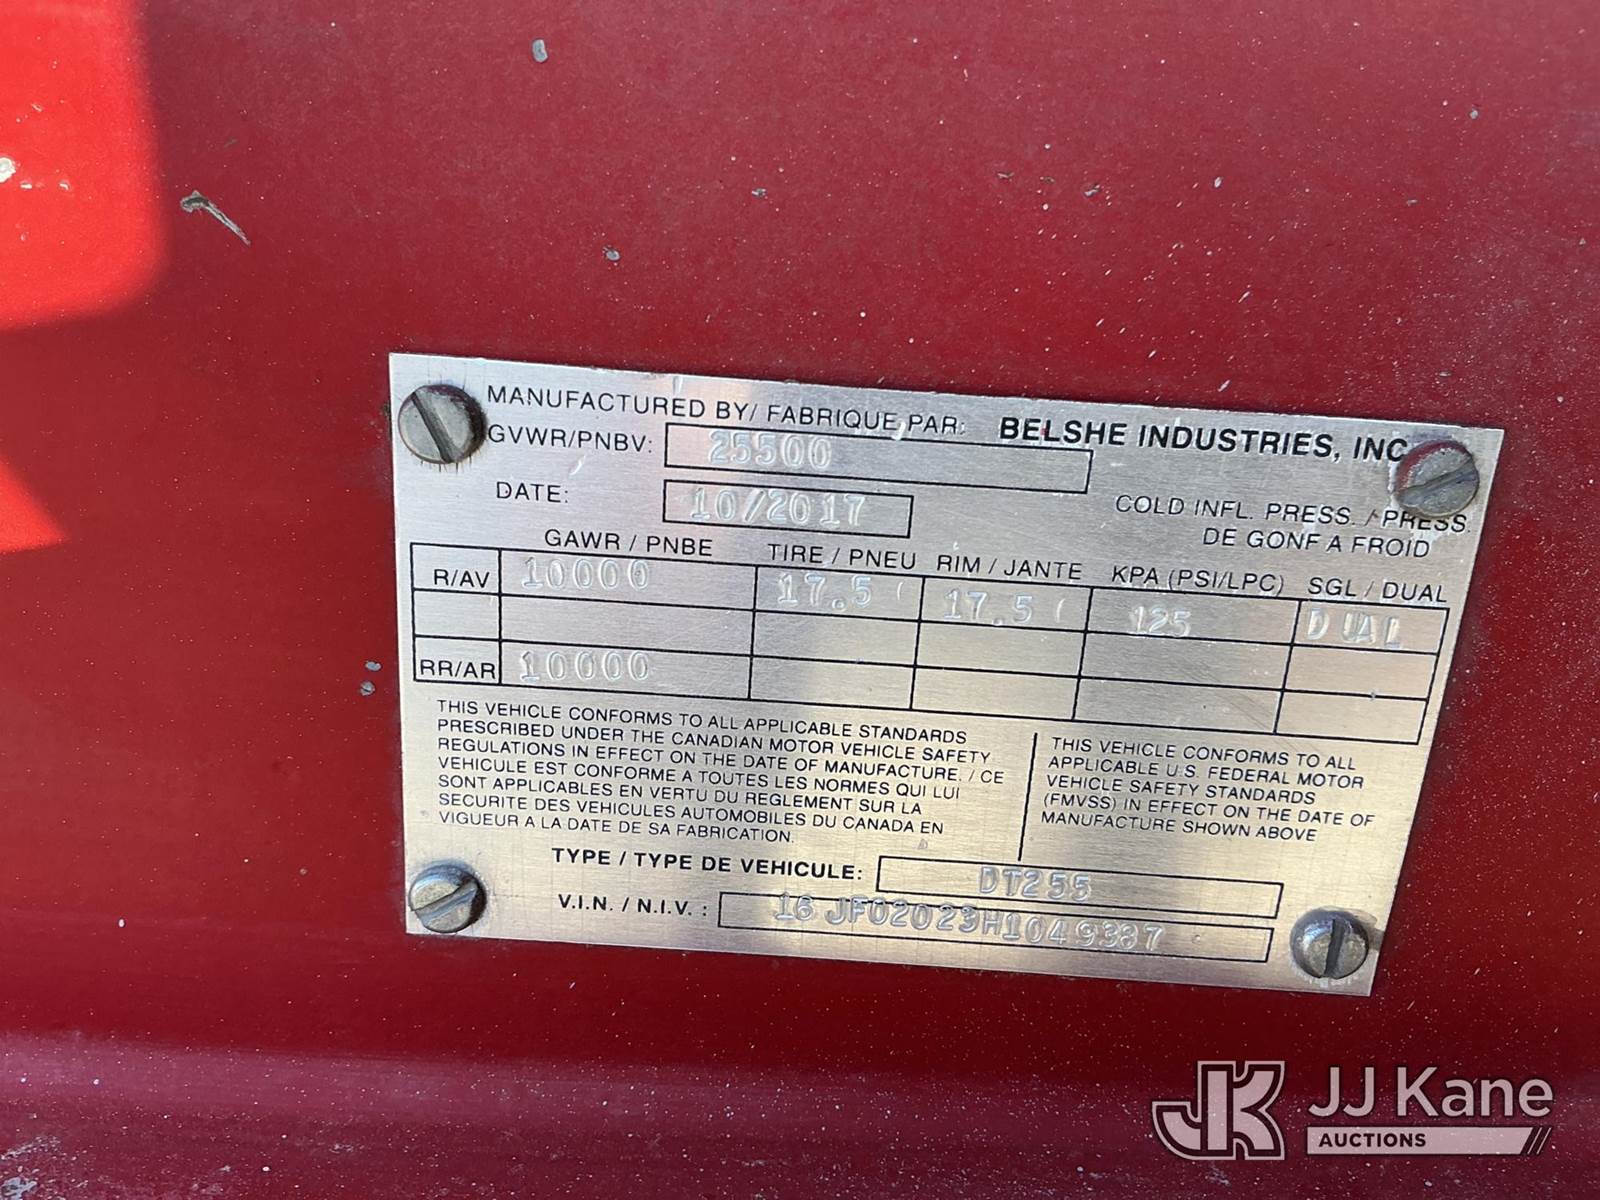 MANUFACTURED BY/ FABRIQUE PAR: BELSHE INDUSTRIES, INC
GVWR/PNBV: 25500
DATE: 10/2017
COLD INFL. PRESS. / PRESS.
DE GONF A FROID
GAWR / PNBE TIRE / PNEU RIM / JANTE KPA (PSI/LPC) SGL / DUAL
R/AV 10000 17.5 ( 17.5 ( 125 DUAL
RR/AR 10000
THIS VEHICLE CONFORMS TO ALL APPLICABLE STANDARDS
PRESCRIBED UNDER THE CANADIAN MOTOR VEHICLE SAFETY
REGULATIONS IN EFFECT ON THE DATE OF MANUFACTURE. / CE
VEHICULE EST CONFORME A TOUTES LES NORMES QUI LUI
SONT APPLICABLES EN VERTU DU REGLEMENT SUR LA
SECURITE DES VEHICULES AUTOMOBILES DU CANADA EN
VIGUEUR A LA DATE DE SA FABRICATION.
THIS VEHICLE CONFORMS TO ALL
APPLICABLE U.S. FEDERAL MOTOR
VEHICLE SAFETY STANDARDS
(FMVSS) IN EFFECT ON THE DATE OF
MANUFACTURE SHOWN ABOVE
TYPE / TYPE DE VEHICULE: DT255
V.I.N. / N.I.V. : 16JF02023H1049387
JK JJ Kane
AUCTIONS